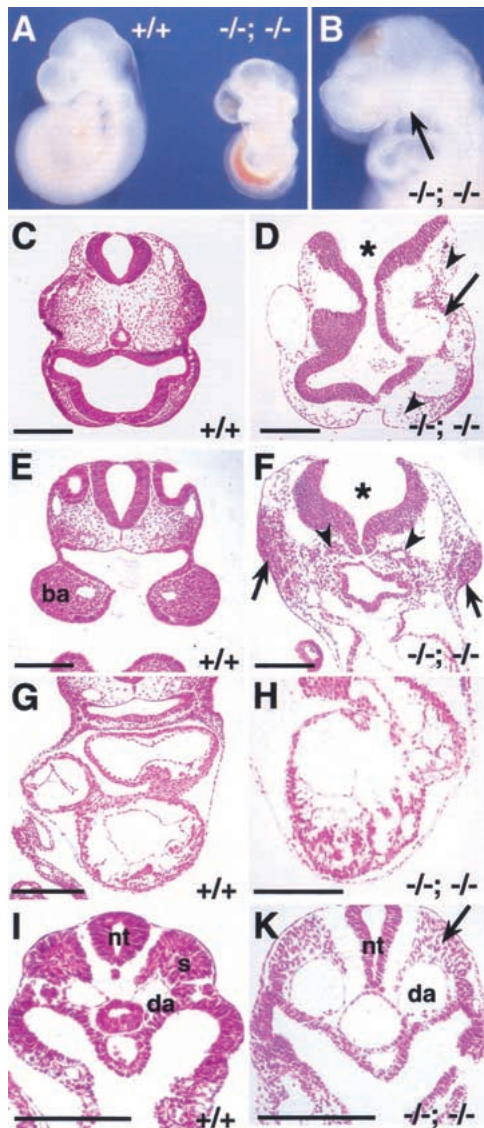 A +/+ -/-; -/- B
-/-; -/-
C +/+
D * -/-; -/-
E ba +/+
F * -/-; -/-
G +/+
H -/-; -/-
I nt s da +/+
K nt da -/-; -/-